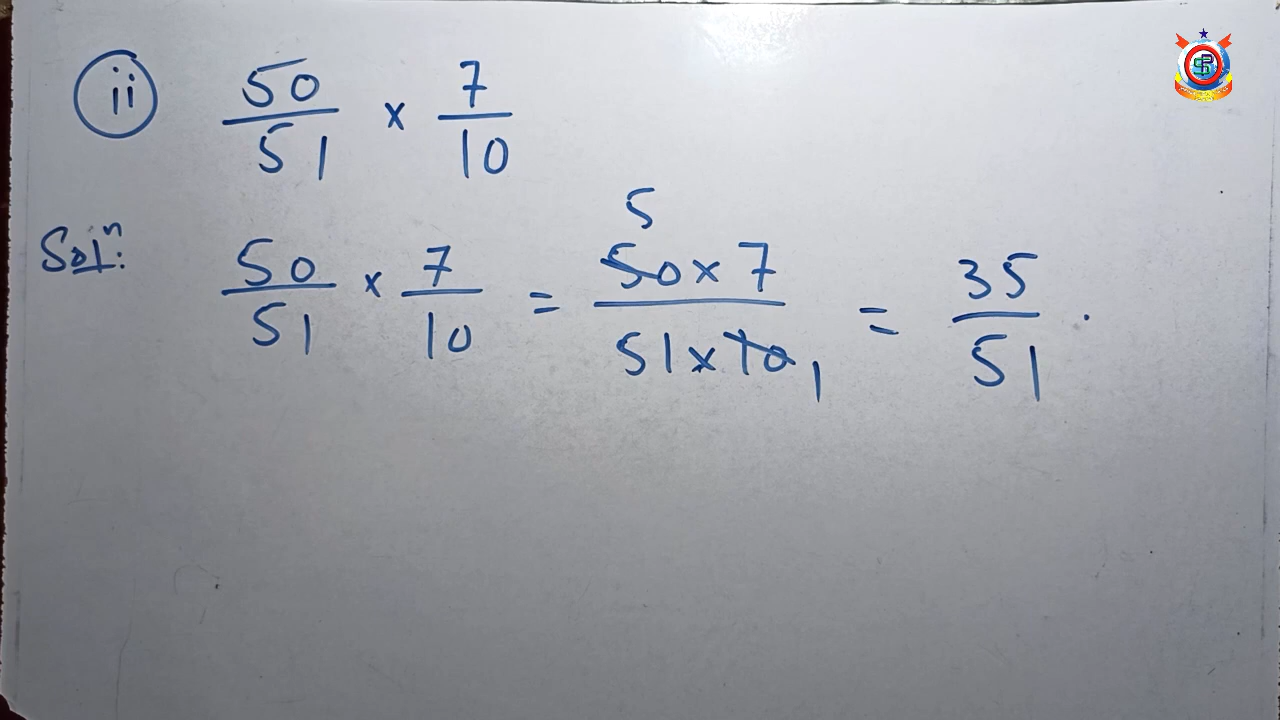 ii 50/51 × 7/10
Solⁿ: 50/51 × 7/10 = 5 50×7/51×10 1 = 35/51 .